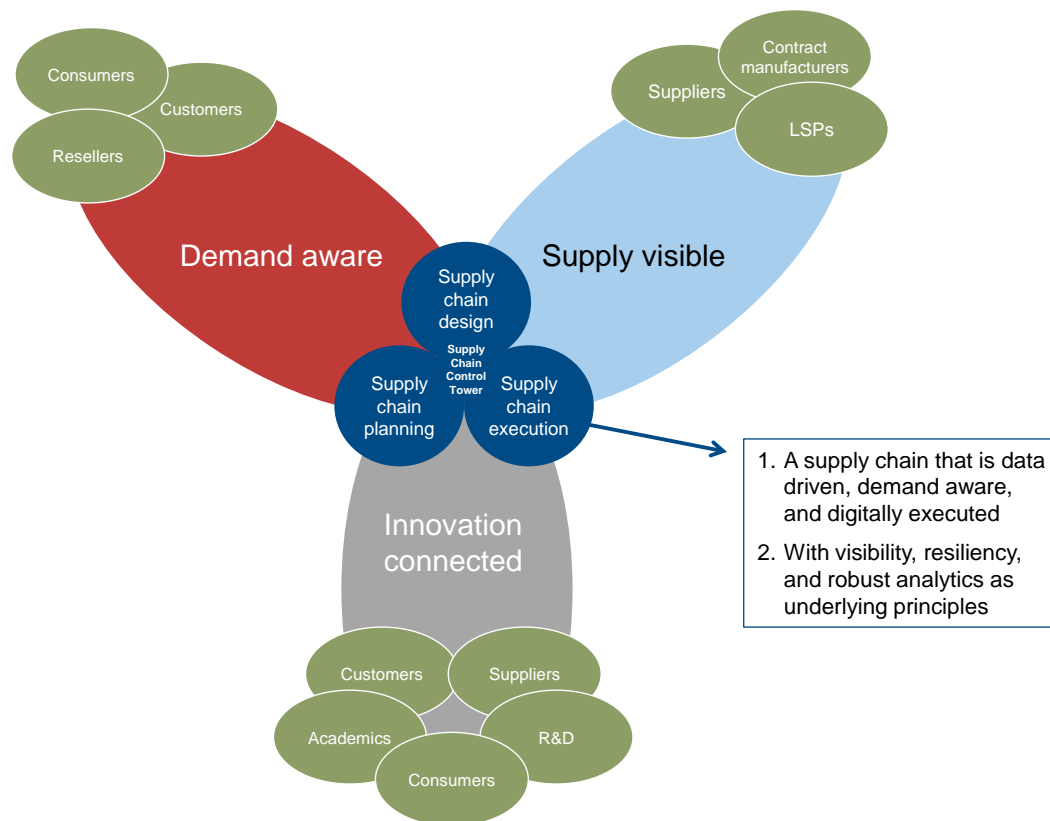 Consumers
Customers
Resellers
Contract
manufacturers
Suppliers
LSPs
Demand aware
Supply visible
Supply
chain
design
Supply
Chain
Control
Tower
Supply
chain
planning
Supply
chain
execution
1. A supply chain that is data
driven, demand aware,
and digitally executed
2. With visibility, resiliency,
and robust analytics as
underlying principles
Innovation
connected
Customers
Suppliers
Academics
R&D
Consumers